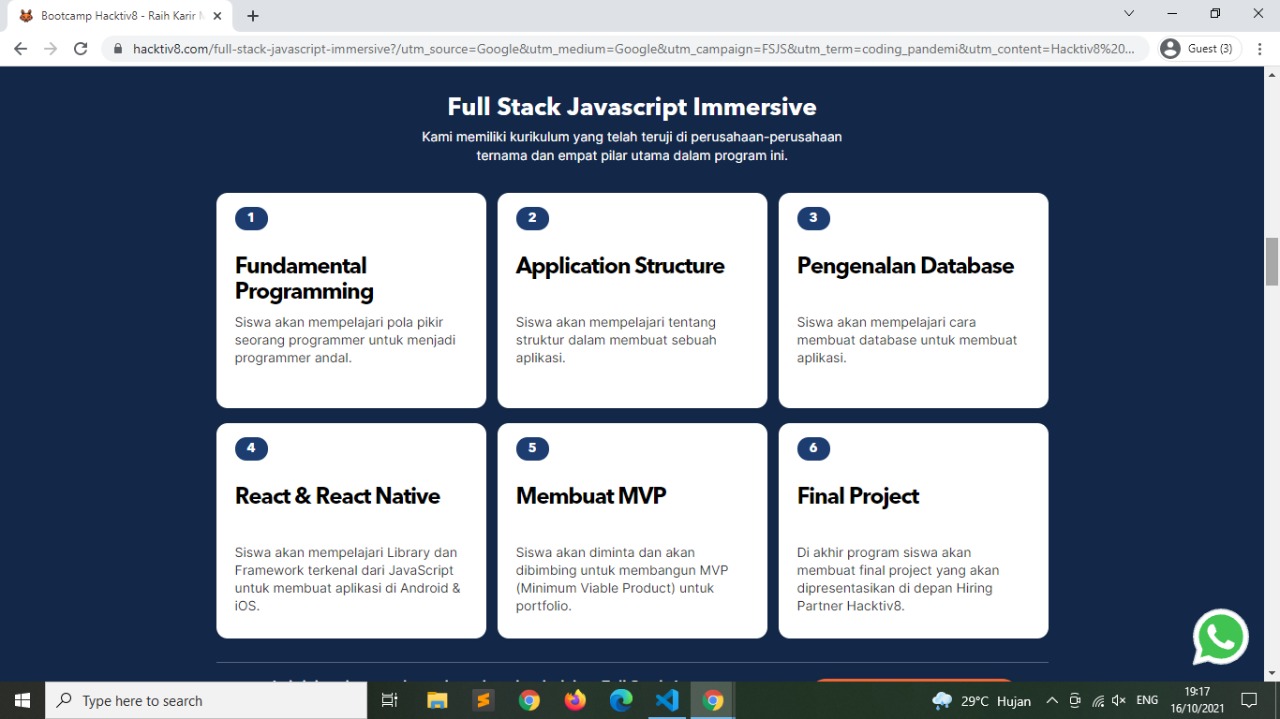 Bootcamp Hacktiv8 - Raih Karir
hacktiv8.com/full-stack-javascript-immersive?/utm_source=Google&utm_medium=Google&utm_campaign=FSJS&utm_term=coding_pandemi&utm_content=Hacktiv8%20...
Guest (3)
Full Stack Javascript Immersive
Kami memiliki kurikulum yang telah teruji di perusahaan-perusahaan
ternama dan empat pilar utama dalam program ini.
1
Fundamental
Programming
Siswa akan mempelajari pola pikir
seorang programmer untuk menjadi
programmer andal.
2
Application Structure
Siswa akan mempelajari tentang
struktur dalam membuat sebuah
aplikasi.
3
Pengenalan Database
Siswa akan mempelajari cara
membuat database untuk membuat
aplikasi.
4
React & React Native
Siswa akan mempelajari Library dan
Framework terkenal dari JavaScript
untuk membuat aplikasi di Android &
iOS.
5
Membuat MVP
Siswa akan diminta dan akan
dibimbing untuk membangun MVP
(Minimum Viable Product) untuk
portfolio.
6
Final Project
Di akhir program siswa akan
membuat final project yang akan
dipresentasikan di depan Hiring
Partner Hacktiv8.
Type here to search
29°C Hujan
ENG
19:17
16/10/2021